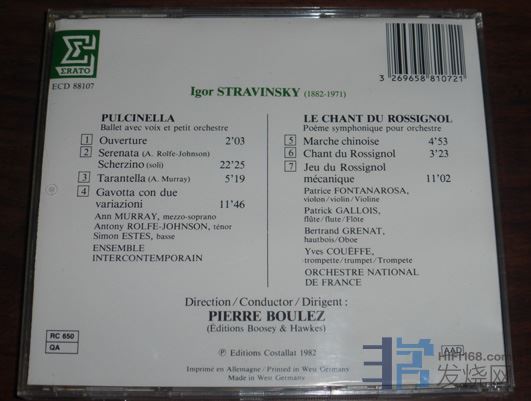 ERATO
ECD 88107
3 269658 810721
Igor STRAVINSKY (1882-1971)
PULCINELLA
Ballet avec voix et petit orchestre
1 Ouverture 2'03
2 Serenata (A. Rolfe-Johnson)
Scherzino (soli) 22'25
3 Tarantella (A. Murray) 5'19
4 Gavotta con due
variazioni 11'46
Ann MURRAY, mezzo-soprano
Antony ROLFE-JOHNSON, ténor
Simon ESTES, basse
ENSEMBLE
INTERCONTEMPORAIN
LE CHANT DU ROSSIGNOL
Poème symphonique pour orchestre
5 Marche chinoise 4'53
6 Chant du Rossignol 3'23
7 Jeu du Rossignol
mécanique 11'02
Patrice FONTANAROSA,
violon/violin/Violine
Patrick GALLOIS,
flûte/flute/Flöte
Bertrand GRENAT,
hautbois/Oboe
Yves COUËFFE,
trompette/trumpet/Trompete
ORCHESTRE NATIONAL
DE FRANCE
Direction/Conductor/Dirigent :
PIERRE BOULEZ
(Éditions Boosey & Hawkes)
RC 650
QA
℗ Editions Costallat 1982
AAD
Imprimé en Allemagne/Printed in West Germany
Made in West Germany
HIFI168.com
发烧网